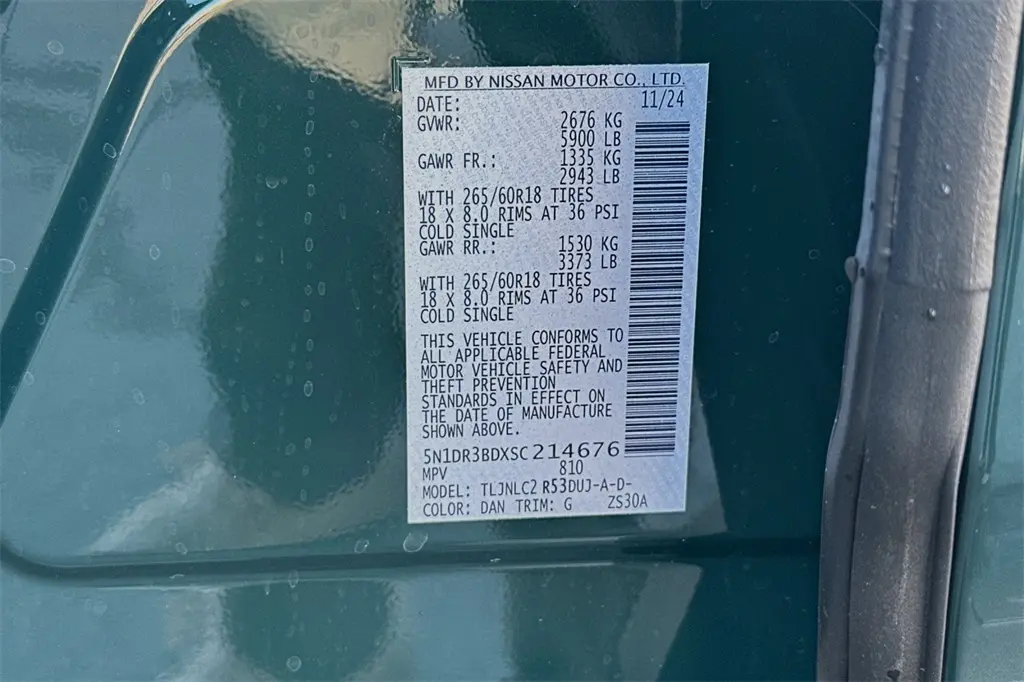 MFD BY NISSAN MOTOR CO., LTD.
DATE: 11/24
GVWR: 2676 KG
5900 LB
GAWR FR.: 1335 KG
2943 LB
WITH 265/60R18 TIRES
18 X 8.0 RIMS AT 36 PSI
COLD SINGLE
GAWR RR.: 1530 KG
3373 LB
WITH 265/60R18 TIRES
18 X 8.0 RIMS AT 36 PSI
COLD SINGLE
THIS VEHICLE CONFORMS TO
ALL APPLICABLE FEDERAL
MOTOR VEHICLE SAFETY AND
THEFT PREVENTION
STANDARDS IN EFFECT ON
THE DATE OF MANUFACTURE
SHOWN ABOVE.
5N1DR3BDXSC214676
MPV 810
MODEL: TLJNLC2 R53DUJ-A-D-
COLOR: DAN TRIM: G ZS30A